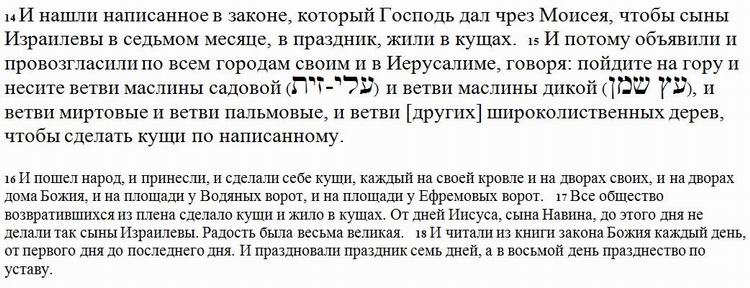 14 И нашли написанное в законе, который Господь дал чрез Моисея, чтобы сыны
Израилевы в седьмом месяце, в праздник, жили в кущах. 15 И потому объявили и
провозгласили по всем городам своим и в Иерусалиме, говоря: пойдите на гору и
несите ветви маслины садовой (עלי-זית) и ветви маслины дикой (עץ שמן), и
ветви миртовые и ветви пальмовые, и ветви [других] широколиственных дерев,
чтобы сделать кущи по написанному.
16 И пошел народ, и принесли, и сделали себе кущи, каждый на своей кровле и на дворах своих, и на дворах
дома Божия, и на площади у Водяных ворот, и на площади у Ефремовых ворот. 17 Все общество
возвратившихся из плена сделало кущи и жило в кущах. От дней Иисуса, сына Навина, до этого дня не
делали так сыны Израилевы. Радость была весьма великая. 18 И читали из книги закона Божия каждый день,
от первого дня до последнего дня. И праздновали праздник семь дней, а в восьмой день празднество по
уставу.